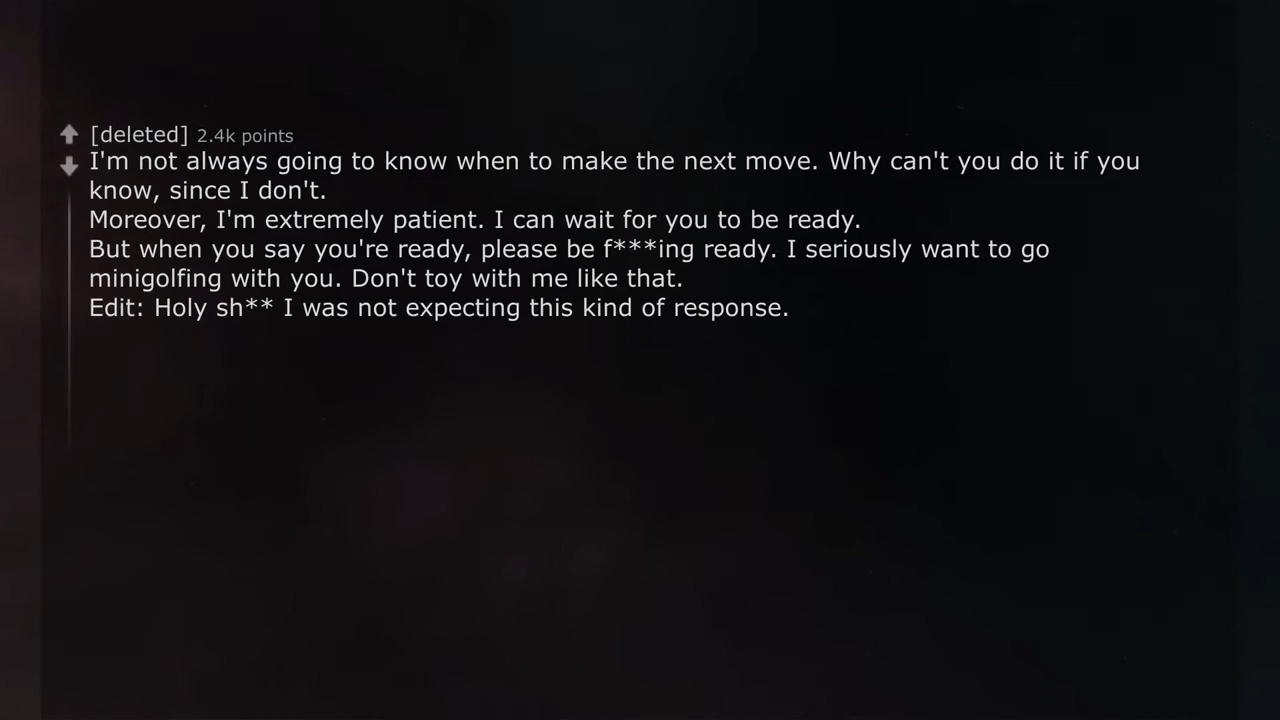 [deleted] 2.4k points
I'm not always going to know when to make the next move. Why can't you do it if you
know, since I don't.
Moreover, I'm extremely patient. I can wait for you to be ready.
But when you say you're ready, please be f***ing ready. I seriously want to go
minigolfing with you. Don't toy with me like that.
Edit: Holy sh** I was not expecting this kind of response.